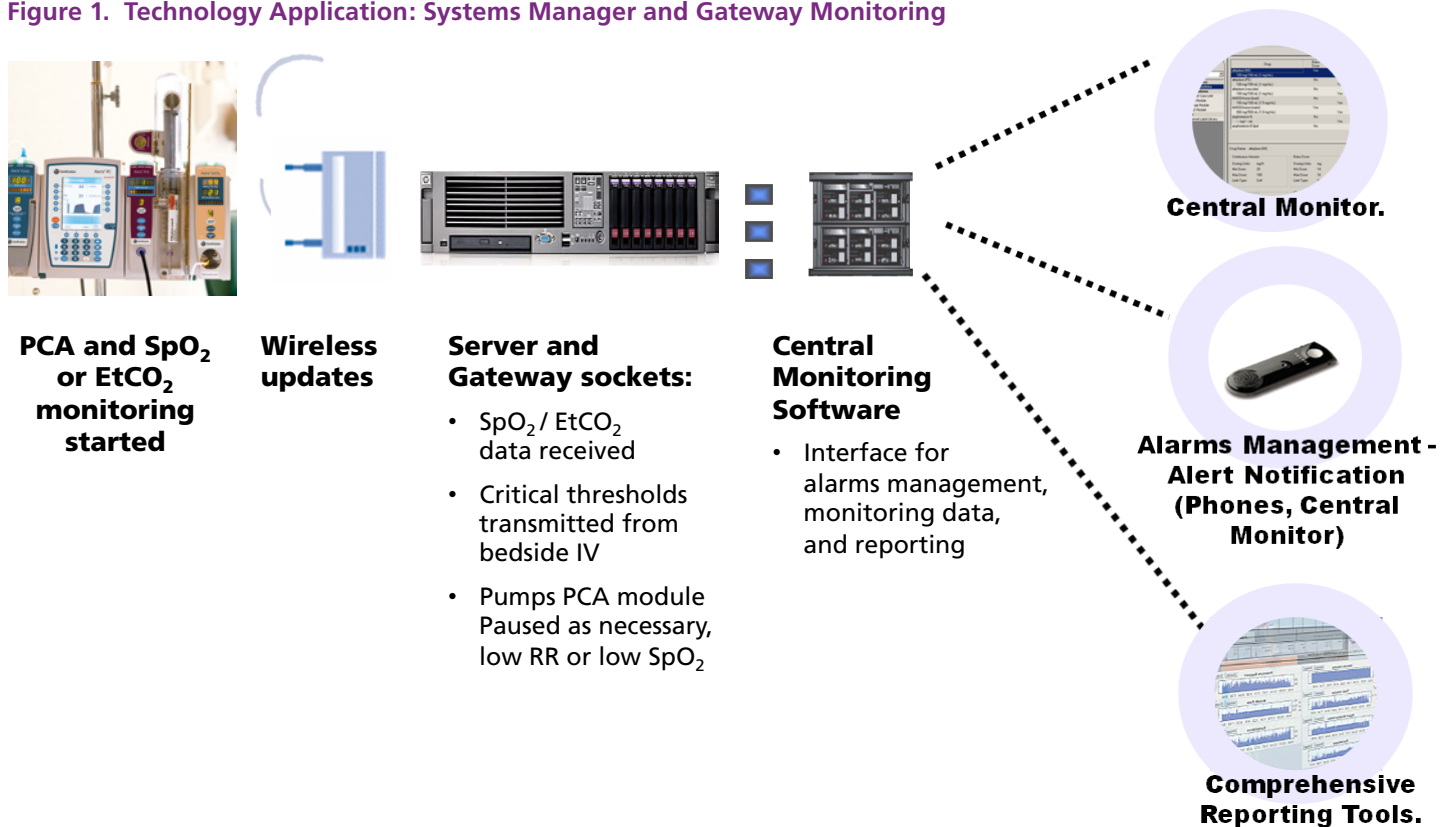 Figure 1. Technology Application: Systems Manager and Gateway Monitoring
PCA and SpO₂
or EtCO₂
monitoring
started
Wireless
updates
Server and
Gateway sockets:
• SpO₂ / EtCO₂
data received
• Critical thresholds
transmitted from
bedside IV
• Pumps PCA module
Paused as necessary,
low RR or low SpO₂
Central
Monitoring
Software
• Interface for
alarms management,
monitoring data,
and reporting
Central Monitor.
Alarms Management -
Alert Notification
(Phones, Central
Monitor)
Comprehensive
Reporting Tools.